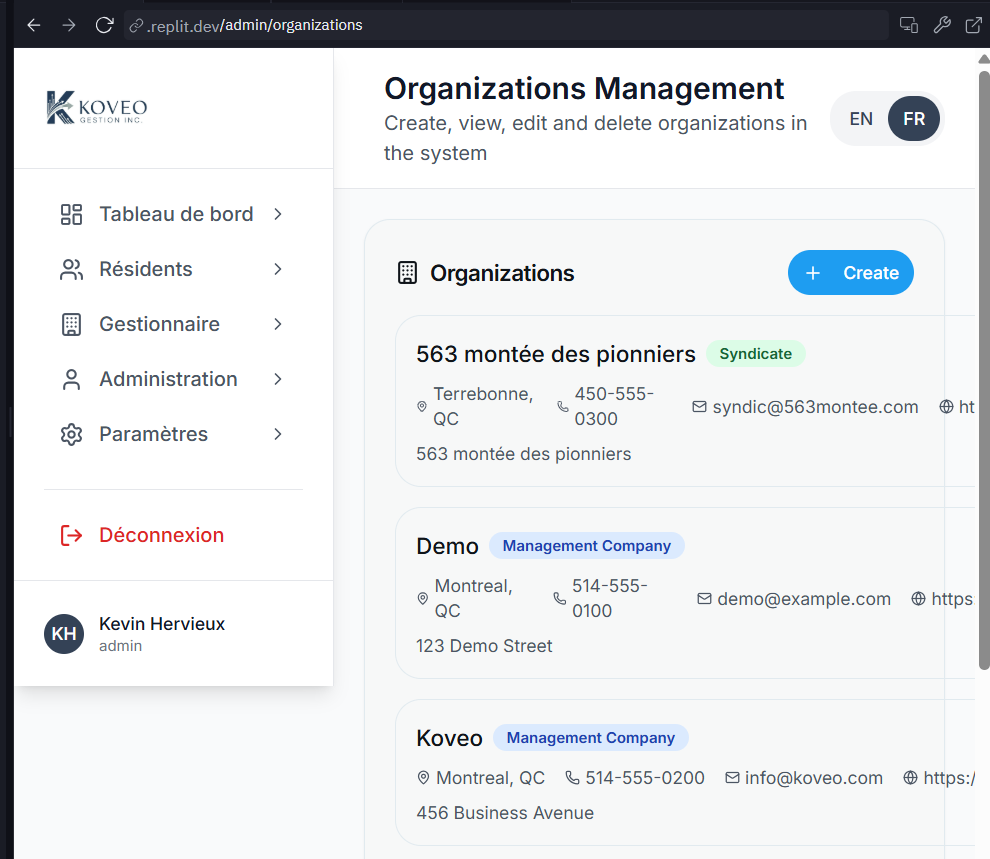 .replit.dev/admin/organizations
KOVEO
GESTION INC.
Organizations Management
Create, view, edit and delete organizations in
the system
EN FR
Tableau de bord
Résidents
Gestionnaire
Administration
Paramètres
Déconnexion
KH
Kevin Hervieux
admin
Organizations
+ Create
563 montée des pionniers Syndicate
Terrebonne,
QC
450-555-
0300
syndic@563montee.com
ht
563 montée des pionniers
Demo Management Company
Montreal,
QC
514-555-
0100
demo@example.com
https
123 Demo Street
Koveo Management Company
Montreal, QC 514-555-0200 info@koveo.com https:/
456 Business Avenue